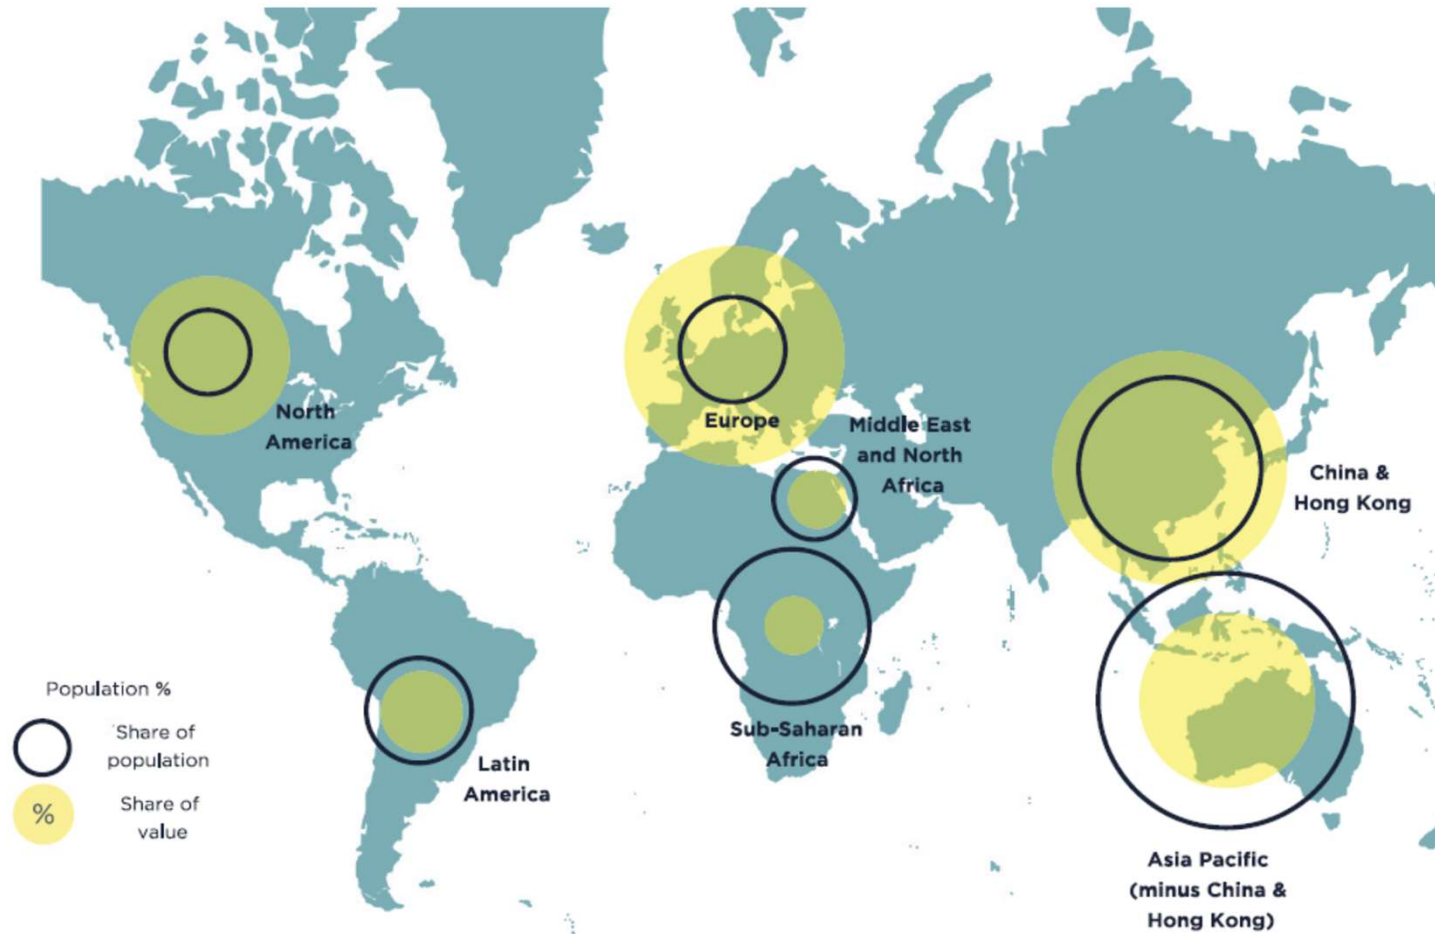 North
America
Europe
Middle East
and North
Africa
China &
Hong Kong
Population %
Share of
population
%
Share of
value
Latin
America
Sub-Saharan
Africa
Asia Pacific
(minus China &
Hong Kong)